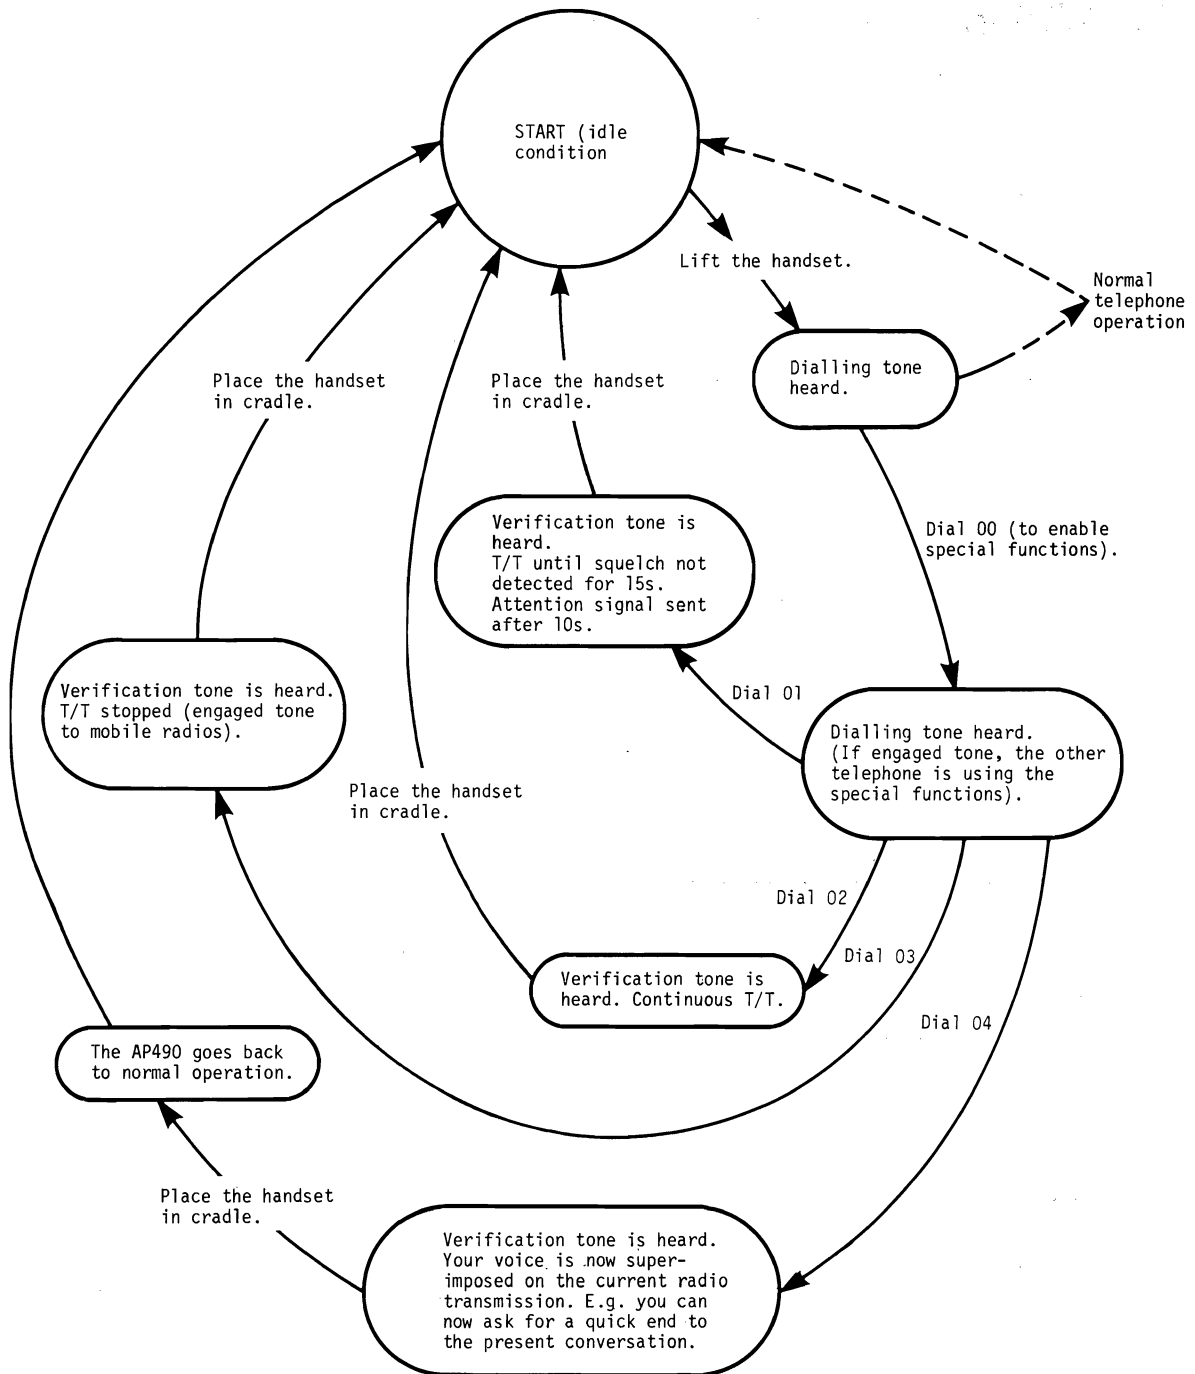 START (idle
condition
Lift the handset.
Normal
telephone
operation
Dialling tone
heard.
Place the handset
in cradle.
Place the handset
in cradle.
Verification tone is
heard.
T/T until squelch not
detected for 15s.
Attention signal sent
after 10s.
Dial 00 (to enable
special functions).
Verification tone is heard.
T/T stopped (engaged tone
to mobile radios).
Dial 01
Dialling tone heard.
(If engaged tone, the other
telephone is using the
special functions).
Place the handset
in cradle.
Dial 02
Dial 03
Verification tone is
heard. Continuous T/T.
Dial 04
The AP490 goes back
to normal operation.
Place the handset
in cradle.
Verification tone is heard.
Your voice is now super-
imposed on the current radio
transmission. E.g. you can
now ask for a quick end to
the present conversation.